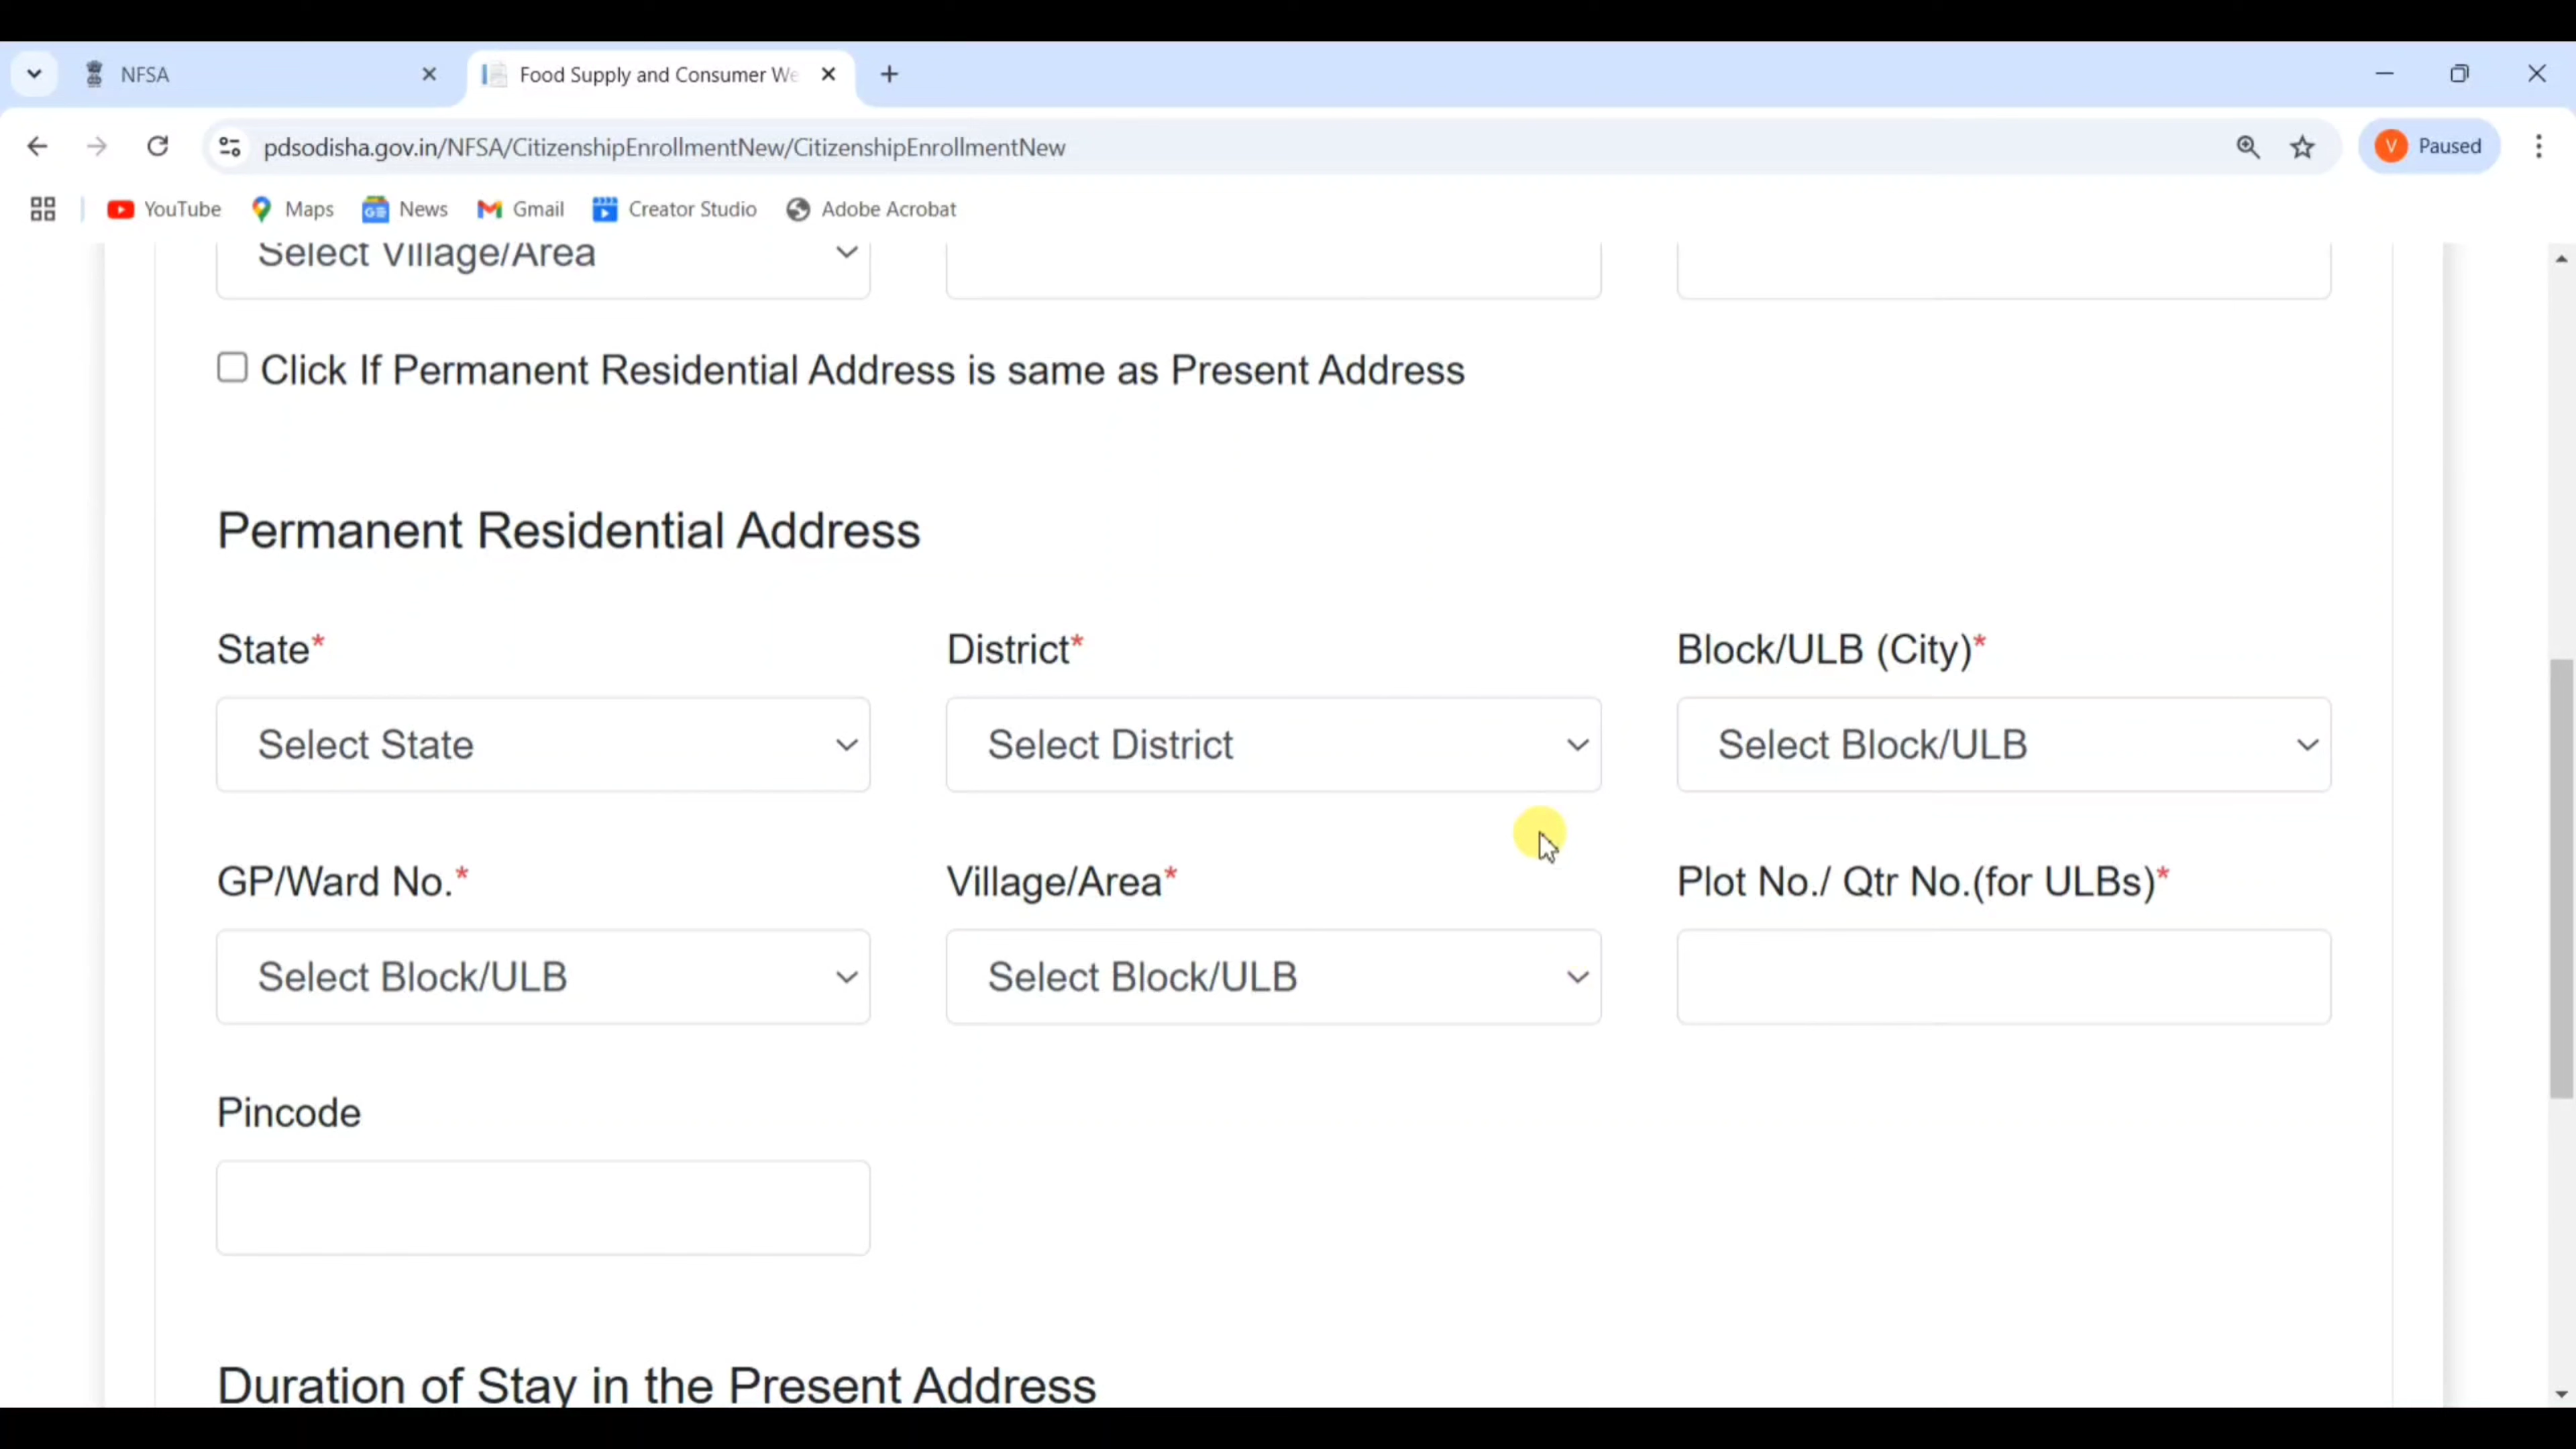 NFSA
Food Supply and Consumer We
pdsodisha.gov.in/NFSA/CitizenshipEnrollmentNew/CitizenshipEnrollmentNew
V Paused
YouTube Maps News Gmail Creator Studio Adobe Acrobat
Select Village/Area
Click If Permanent Residential Address is same as Present Address
Permanent Residential Address
State* District* Block/ULB (City)*
Select State Select District Select Block/ULB
GP/Ward No.* Village/Area* Plot No./ Qtr No.(for ULBs)*
Select Block/ULB Select Block/ULB
Pincode
Duration of Stay in the Present Address